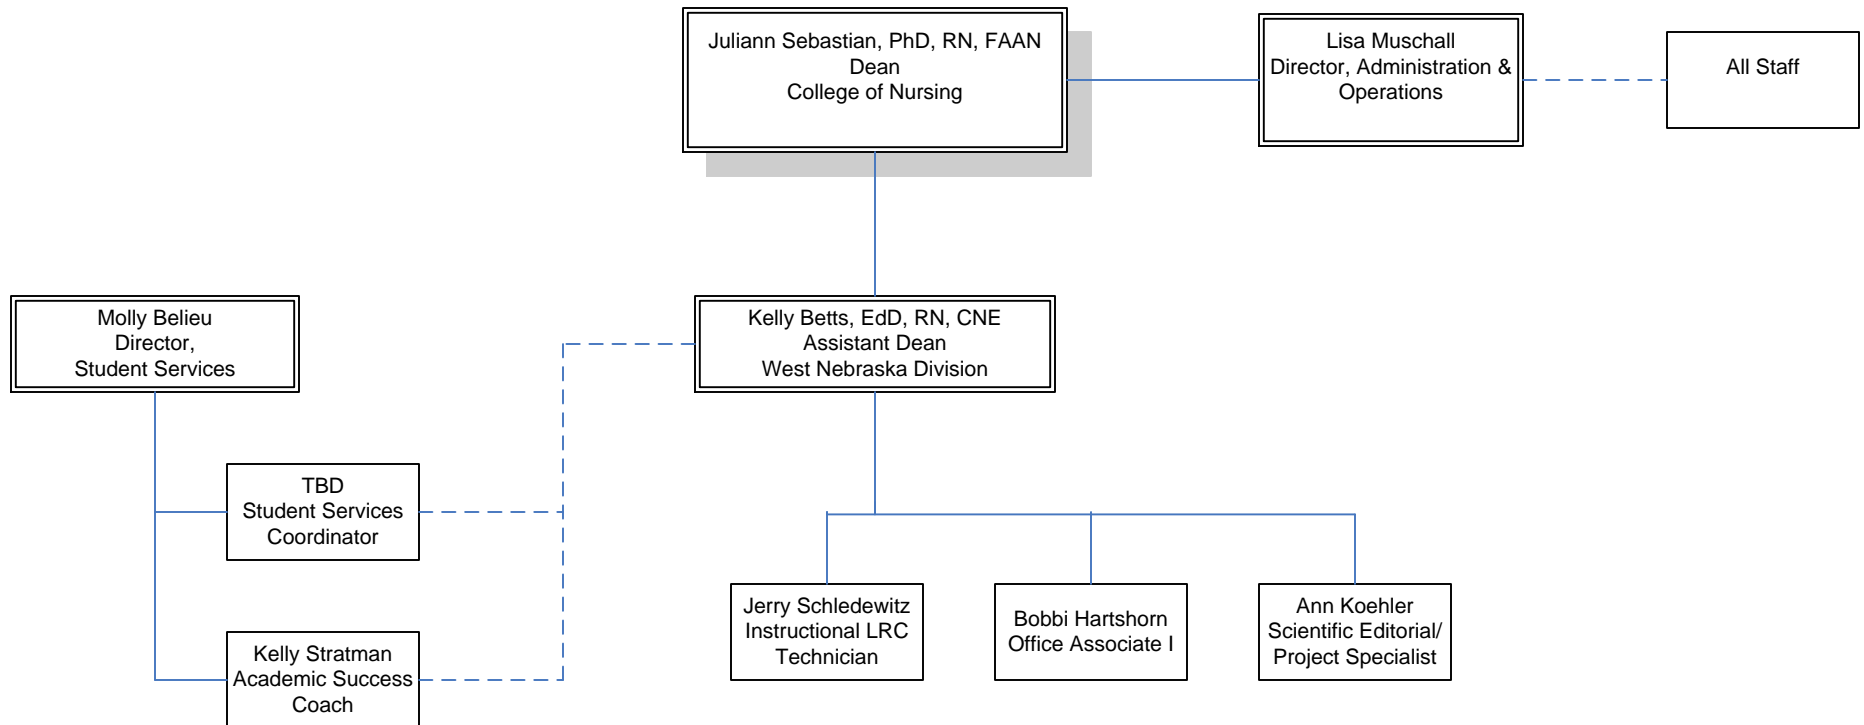 Juliann Sebastian, PhD, RN, FAAN
Dean
College of Nursing
Lisa Muschall
Director, Administration &
Operations
All Staff
Molly Belieu
Director,
Student Services
Kelly Betts, EdD, RN, CNE
Assistant Dean
West Nebraska Division
TBD
Student Services
Coordinator
Kelly Stratman
Academic Success
Coach
Jerry Schledewitz
Instructional LRC
Technician
Bobbi Hartshorn
Office Associate I
Ann Koehler
Scientific Editorial/
Project Specialist